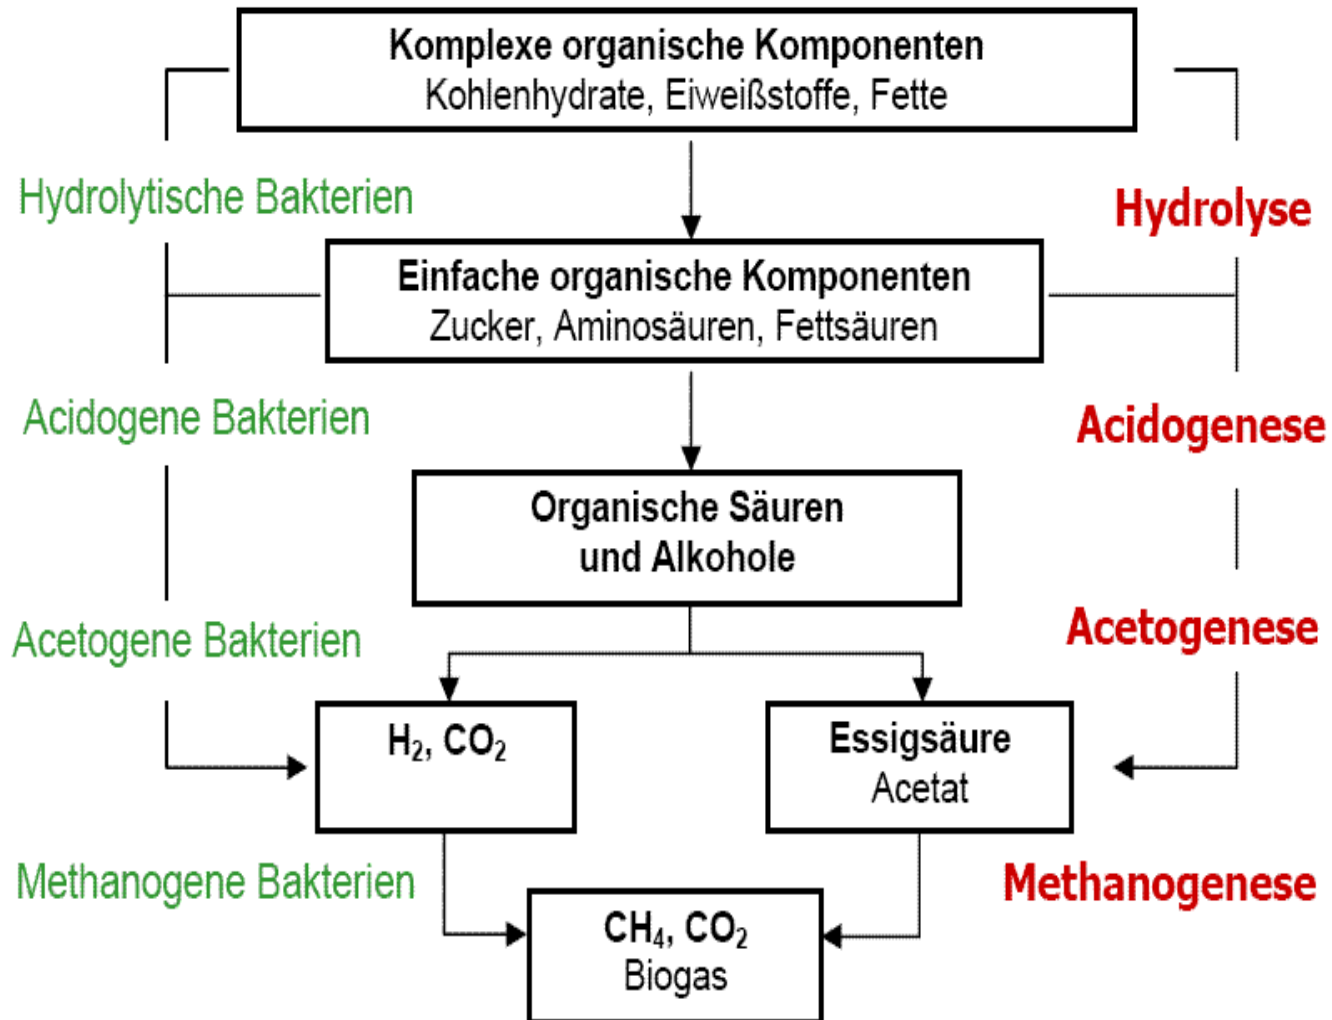 Komplexe organische Komponenten
Kohlenhydrate, Eiweißstoffe, Fette
Hydrolytische Bakterien
Hydrolyse
Einfache organische Komponenten
Zucker, Aminosäuren, Fettsäuren
Acidogene Bakterien
Acidogenese
Organische Säuren
und Alkohole
Acetogene Bakterien
Acetogenese
H₂, CO₂
Essigsäure
Acetat
Methanogene Bakterien
Methanogenese
CH₄, CO₂
Biogas